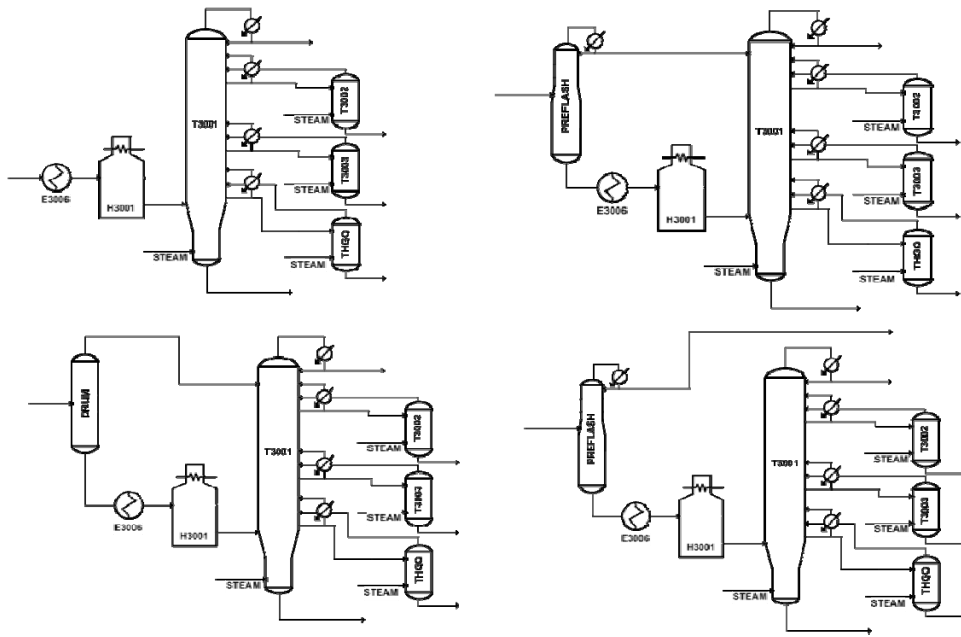 T3001
T3002
STEAM
T3003
E3006
H3001
STEAM
THGO
STEAM
STEAM
PREFLASH
T3001
T3002
STEAM
T3003
E3006
H3001
STEAM
THGO
STEAM
STEAM
DRUM
T3001
T3002
STEAM
T3003
E3006
H3001
STEAM
THGO
STEAM
STEAM
PREFLASH
T3001
T3002
STEAM
T3003
E3006
H3001
STEAM
THGO
STEAM
STEAM